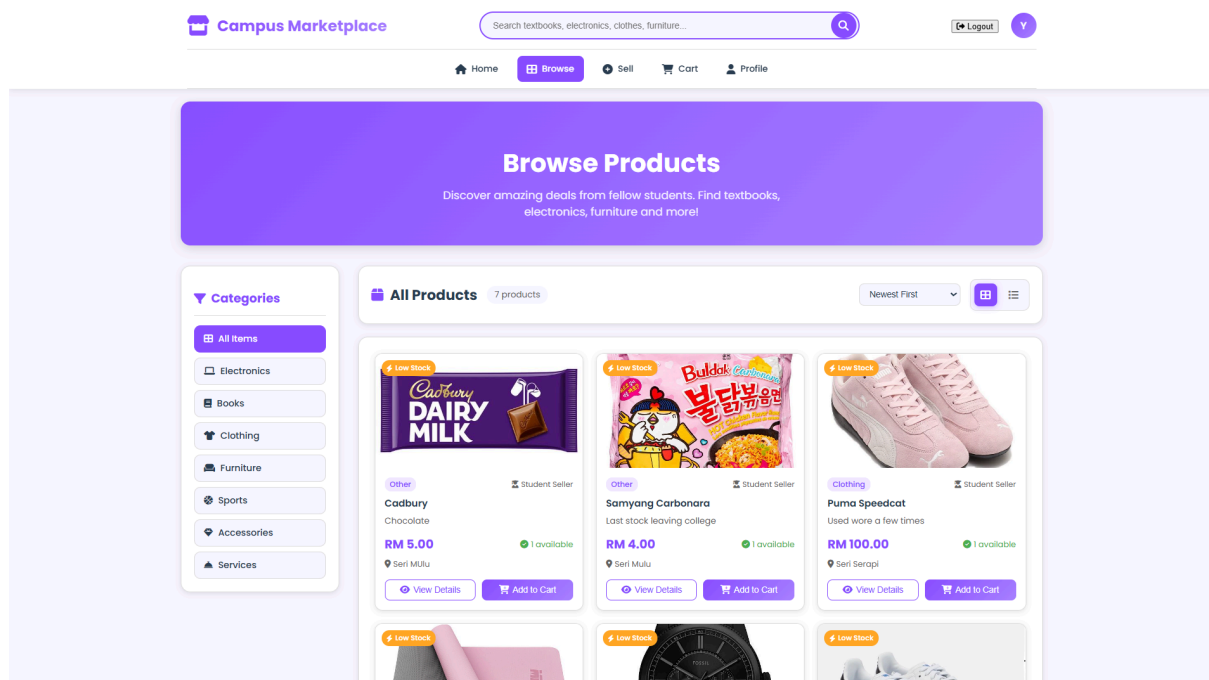 Campus Marketplace
Search textbooks, electronics, clothes, furniture...
Logout
Y
Home
Browse
Sell
Cart
Profile
Browse Products
Discover amazing deals from fellow students. Find textbooks,
electronics, furniture and more!
Categories
All Items
Electronics
Books
Clothing
Furniture
Sports
Accessories
Services
All Products
7 products
Newest First
Low Stock
Cadbury
DAIRY
MILK
Other
Student Seller
Cadbury
Chocolate
RM 5.00
1 available
Seri MUlu
View Details
Add to Cart
Low Stock
Buldak Carbonara
불닭볶음면
Other
Student Seller
Samyang Carbonara
Last stock leaving college
RM 4.00
1 available
Seri Mulu
View Details
Add to Cart
Low Stock
Clothing
Student Seller
Puma Speedcat
Used wore a few times
RM 100.00
1 available
Seri Serapi
View Details
Add to Cart
Low Stock
Low Stock
FOSSIL
Low Stock